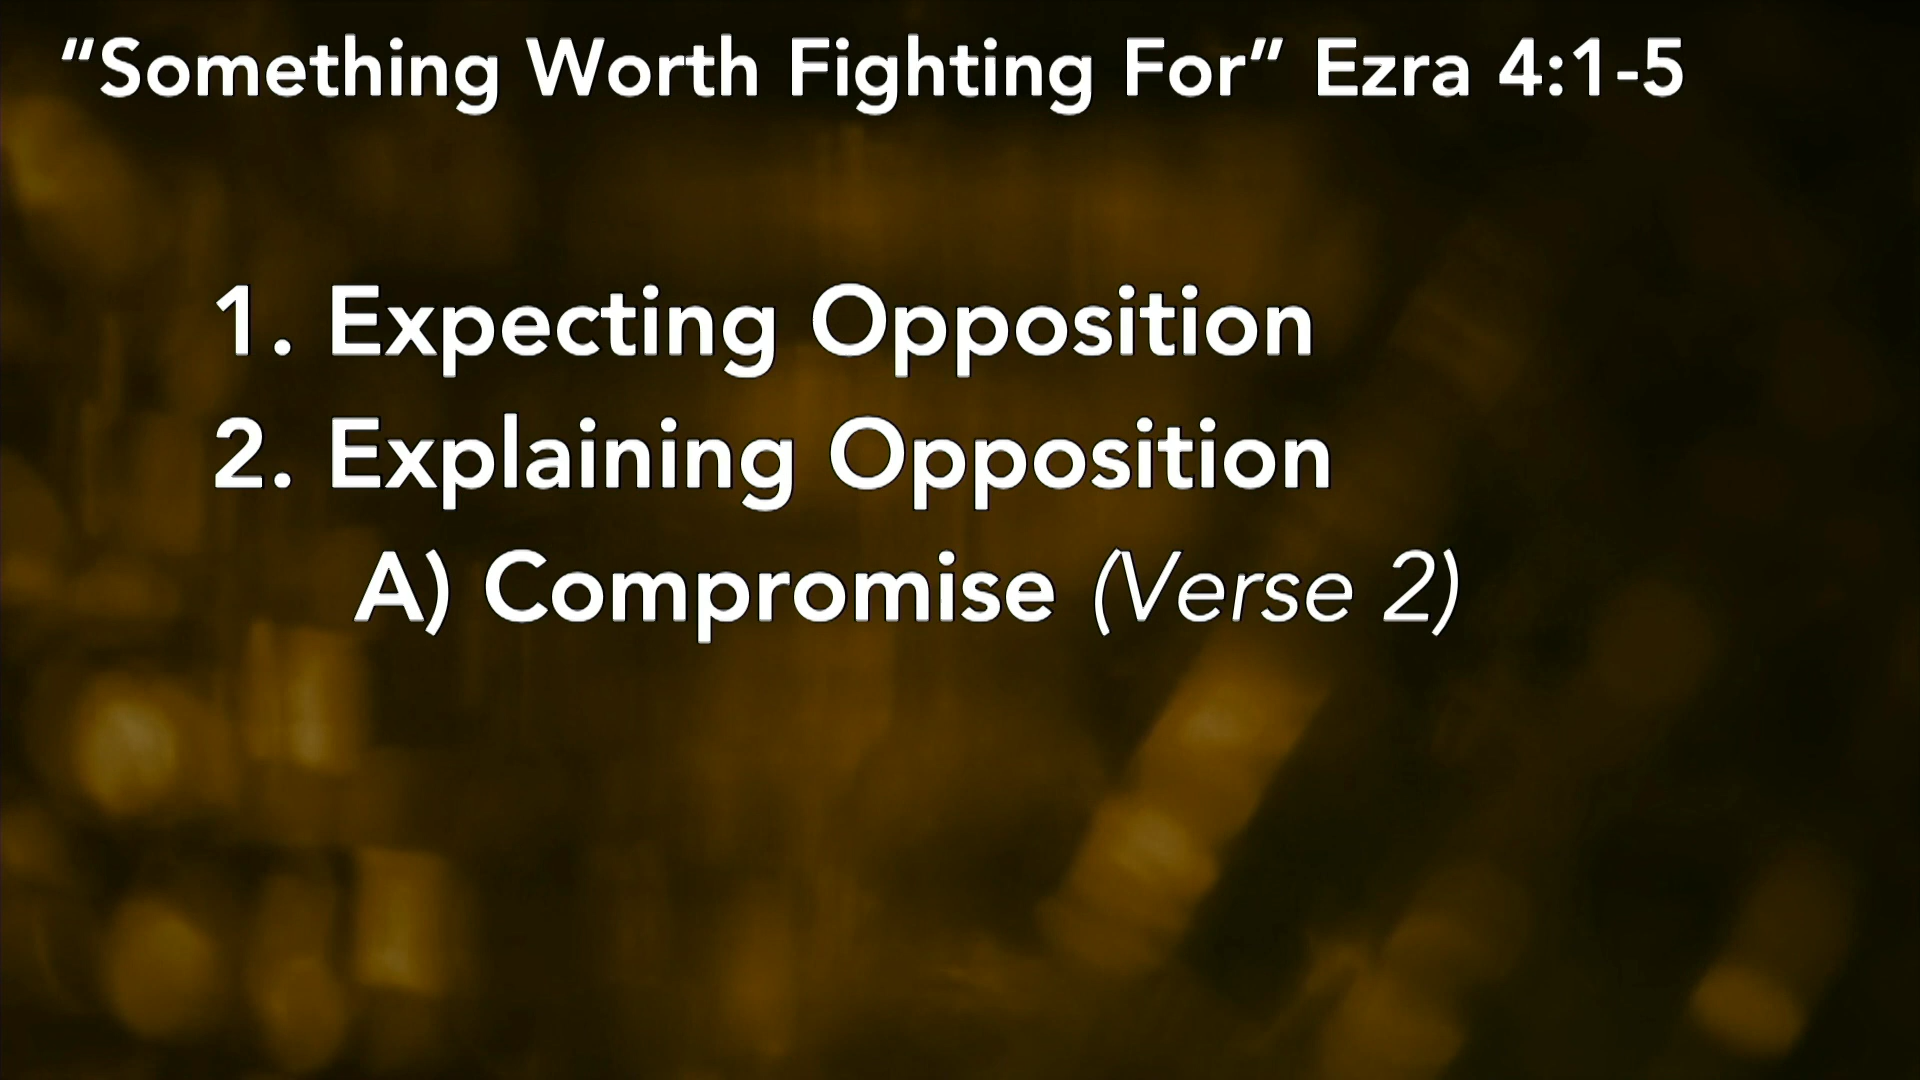 “Something Worth Fighting For” Ezra 4:1-5
1. Expecting Opposition
2. Explaining Opposition
A) Compromise (Verse 2)